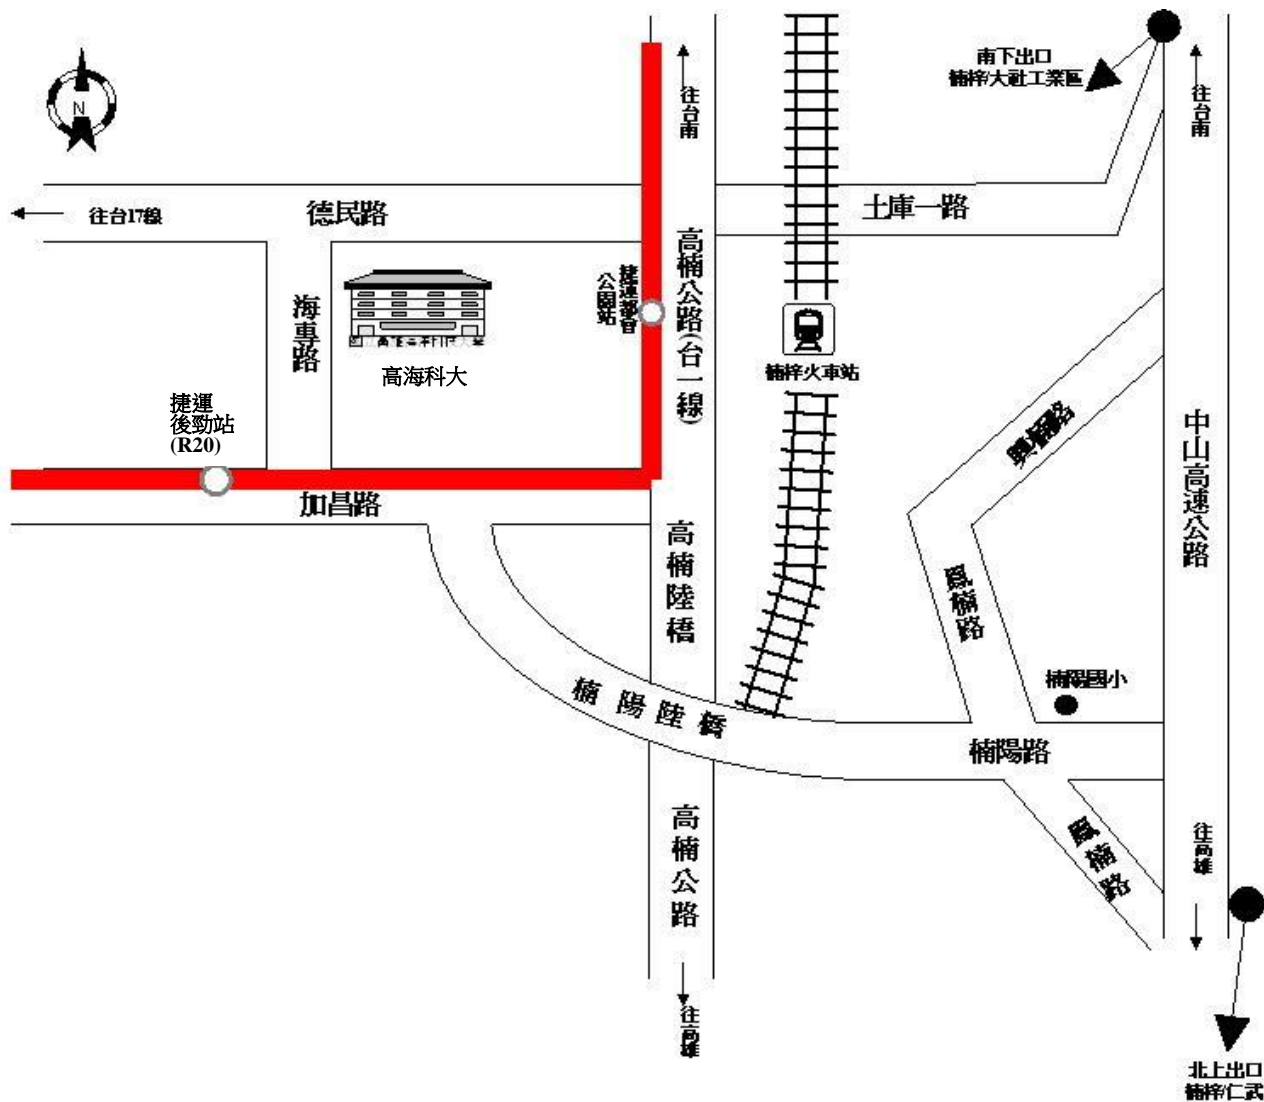 南下出口
楠梓/大社工業區
N
往台南
往台南
往台17線
德民路
土庫一路
高楠公路(台一線)
捷運都會
公園站
海專路
高海科大
楠梓火車站
捷運
後勁站
(R20)
興楠路
中山高速公路
加昌路
高楠陸橋
鳳楠路
楠陽國小
楠陽陸橋
楠陽路
高楠公路
鳳楠路
往高雄
往高雄
北上出口
楠梓/仁武